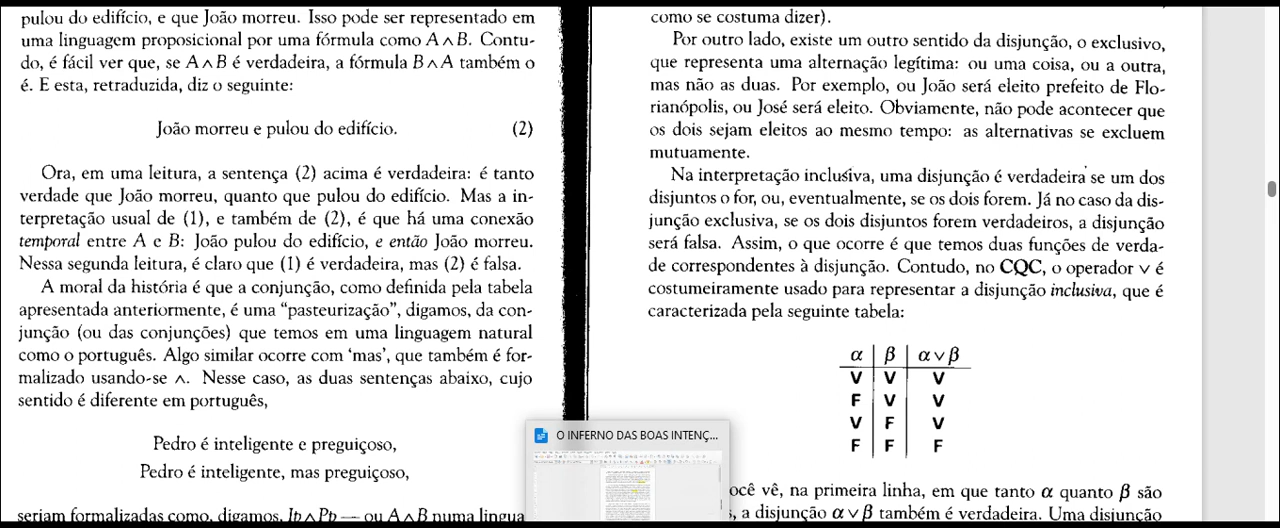 pulou do edifício, e que João morreu. Isso pode ser representado em
uma linguagem proposicional por uma fórmula como A ∧ B. Contu-
do, é fácil ver que, se A ∧ B é verdadeira, a fórmula B ∧ A também o
é. E esta, retraduzida, diz o seguinte:
João morreu e pulou do edifício. (2)
Ora, em uma leitura, a sentença (2) acima é verdadeira: é tanto
verdade que João morreu, quanto que pulou do edifício. Mas a in-
terpretação usual de (1), e também de (2), é que há uma conexão
temporal entre A e B: João pulou do edifício, e então João morreu.
Nessa segunda leitura, é claro que (1) é verdadeira, mas (2) é falsa.
A moral da história é que a conjunção, como definida pela tabela
apresentada anteriormente, é uma “pasteurização”, digamos, da con-
junção (ou das conjunções) que temos em uma linguagem natural
como o português. Algo similar ocorre com ‘mas’, que também é for-
malizado usando-se ∧. Nesse caso, as duas sentenças abaixo, cujo
sentido é diferente em português,
Pedro é inteligente e preguiçoso,
Pedro é inteligente, mas preguiçoso,
seriam formalizadas como, digamos, Ip ∧ Pp ou A ∧ B numa lingua
como se costuma dizer).
Por outro lado, existe um outro sentido da disjunção, o exclusivo,
que representa uma alternação legítima: ou uma coisa, ou a outra,
mas não as duas. Por exemplo, ou João será eleito prefeito de Flo-
rianópolis, ou José será eleito. Obviamente, não pode acontecer que
os dois sejam eleitos ao mesmo tempo: as alternativas se excluem
mutuamente.
Na interpretação inclusiva, uma disjunção é verdadeira se um dos
disjuntos o for, ou, eventualmente, se os dois forem. Já no caso da dis-
junção exclusiva, se os dois disjuntos forem verdadeiros, a disjunção
será falsa. Assim, o que ocorre é que temos duas funções de verda-
de correspondentes à disjunção. Contudo, no CQC, o operador ∨ é
costumeiramente usado para representar a disjunção inclusiva, que é
caracterizada pela seguinte tabela:
α β α ∨ β
V V V
F V V
V F V
F F F
ocê vê, na primeira linha, em que tanto α quanto β são
s, a disjunção α ∨ β também é verdadeira. Uma disjunção
O INFERNO DAS BOAS INTENÇ...